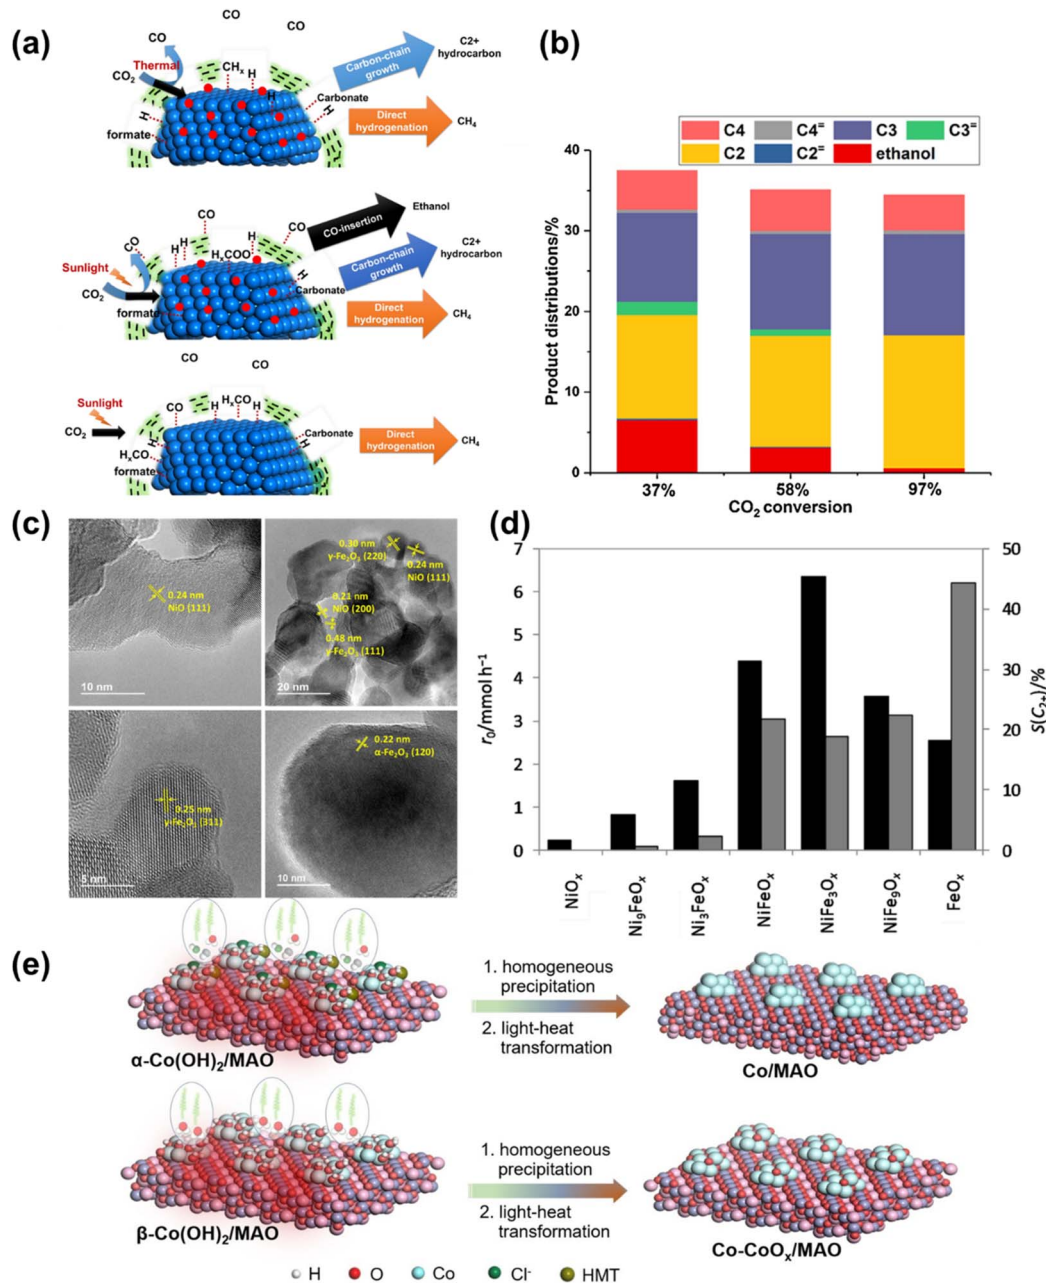 (a)
CO
CO
CO
Thermal
CO₂
CHₓ
H
H
H
H
Carbonate
formate
Carbon-chain
growth
C2+
hydrocarbon
Direct
hydrogenation
CH₄
CO
CO
CO
H
H
H
HₓCOO
H
Sunlight
CO₂
formate
Carbonate
CO-insertion
Ethanol
Carbon-chain
growth
C2+
hydrocarbon
Direct
hydrogenation
CH₄
CO
CO
Sunlight
CO₂
CO
H
HₓCO
H
H
HₓCO
formate
Carbonate
H
Direct
hydrogenation
CH₄
(b)
C4 C4⁼ C3 C3⁼
C2 C2⁼ ethanol
Product distributions/%
40
30
20
10
0
37% 58% 97%
CO₂ conversion
(c)
0.24 nm
NiO (111)
10 nm
0.30 nm
γ-Fe₂O₃ (220)
0.24 nm
NiO (111)
0.21 nm
NiO (200)
0.48 nm
γ-Fe₂O₃ (111)
20 nm
0.25 nm
γ-Fe₂O₃ (311)
5 nm
0.22 nm
α-Fe₂O₃ (120)
10 nm
(d)
r₀/mmol h⁻¹
7
6
5
4
3
2
1
0
50
40
30
20
10
0
S(C₂₊)/%
NiOₓ
Ni₉FeOₓ
Ni₃FeOₓ
NiFeOₓ
NiFe₃Oₓ
NiFe₉Oₓ
FeOₓ
(e)
α-Co(OH)₂/MAO
1. homogeneous
precipitation
2. light-heat
transformation
Co/MAO
β-Co(OH)₂/MAO
1. homogeneous
precipitation
2. light-heat
transformation
Co-CoOₓ/MAO
H O Co Cl⁻ HMT